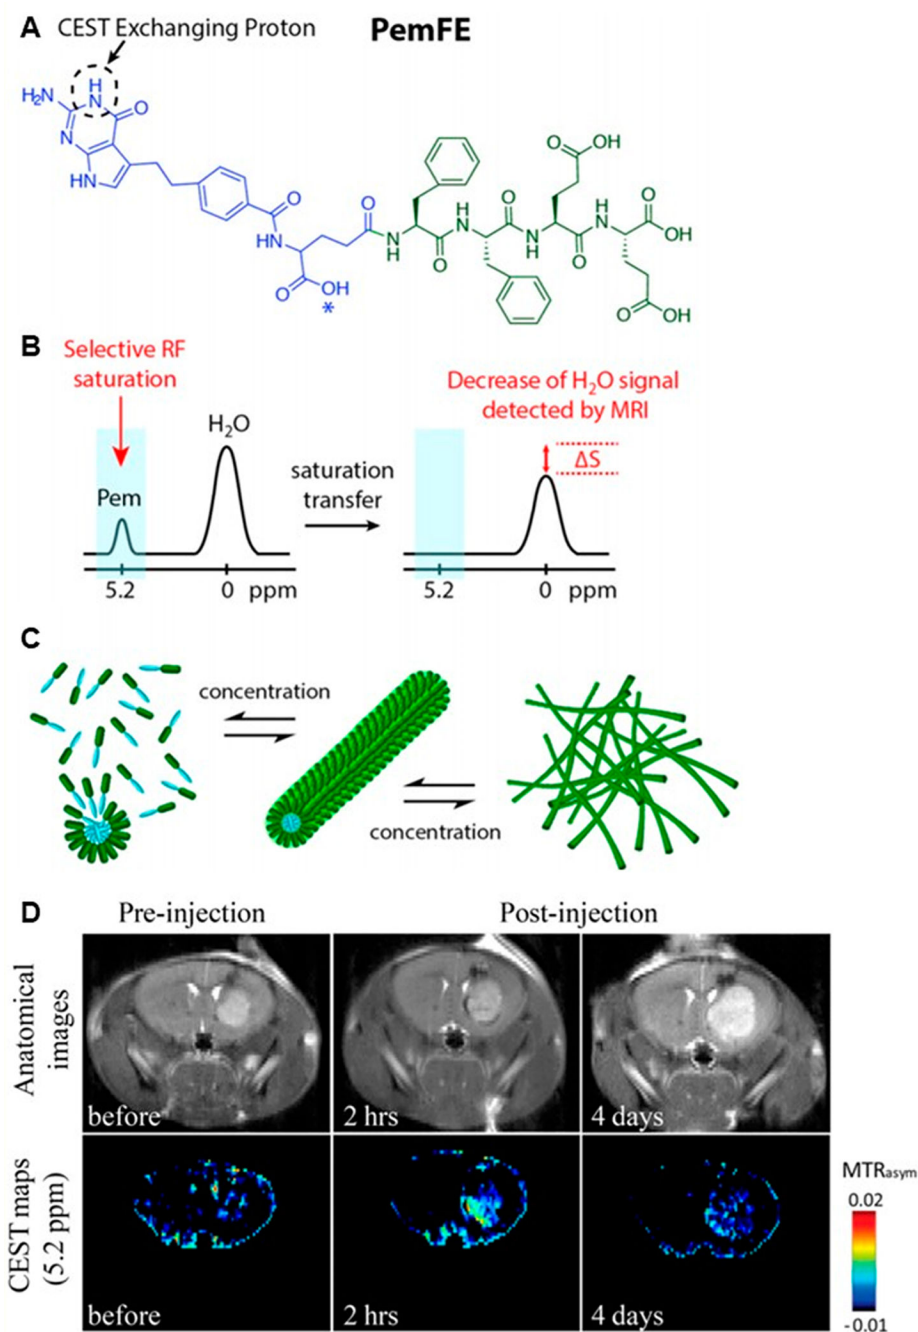 A
CEST Exchanging Proton
PemFE
H
N
H₂N
O
N
HN
O
HN
O
OH
*
O
N
H
O
H
N
O
N
H
O
OH
O
H
N
O
OH
O
OH
B
Selective RF
saturation
H₂O
Pem
5.2
0
ppm
saturation
transfer
Decrease of H₂O signal
detected by MRI
ΔS
5.2
0
ppm
C
concentration
concentration
D
Pre-injection
Post-injection
Anatomical
images
before
2 hrs
4 days
CEST maps
(5.2 ppm)
before
2 hrs
4 days
MTRasym
0.02
-0.01